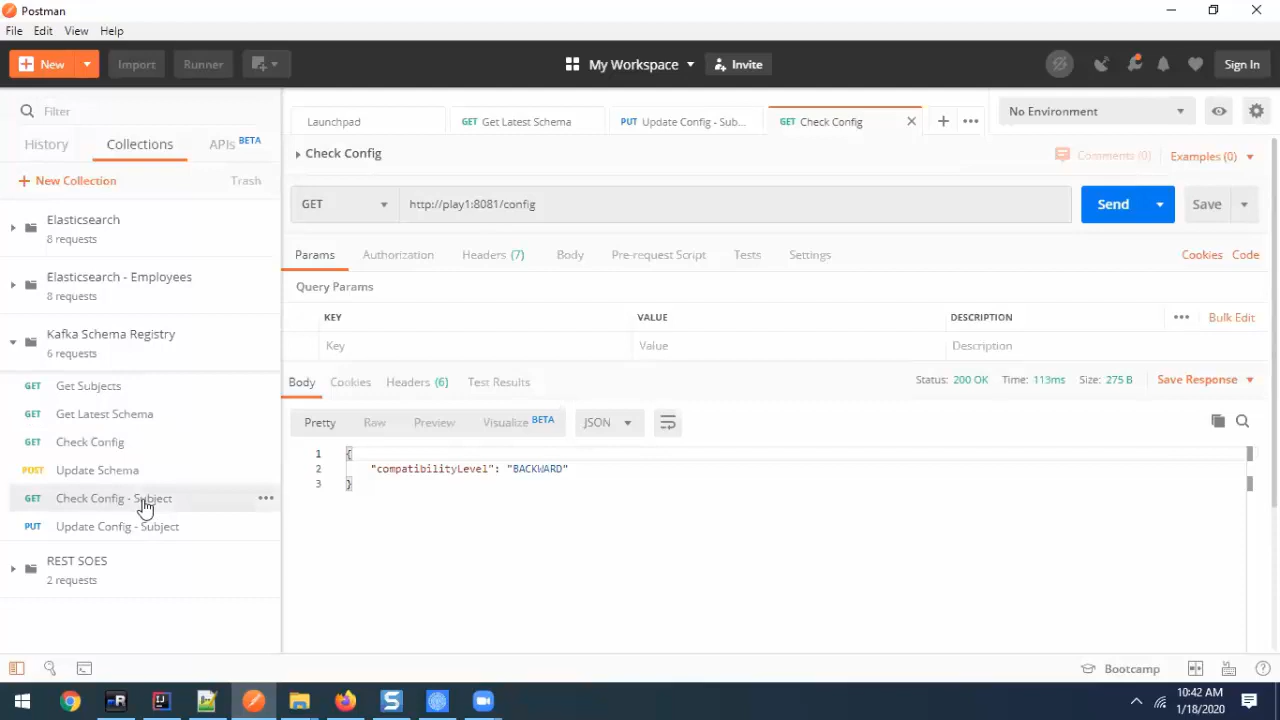 Postman
File Edit View Help
New Import Runner My Workspace Invite Sign In
Filter
History Collections APIs BETA
New Collection Trash
Elasticsearch
8 requests
Elasticsearch - Employees
8 requests
Kafka Schema Registry
6 requests
GET Get Subjects
GET Get Latest Schema
GET Check Config
POST Update Schema
GET Check Config - Subject
PUT Update Config - Subject
REST SOES
2 requests
Launchpad GET Get Latest Schema PUT Update Config - Sub... GET Check Config
No Environment
Check Config Comments (0) Examples (0)
GET http://play1:8081/config Send Save
Params Authorization Headers (7) Body Pre-request Script Tests Settings Cookies Code
Query Params
KEY VALUE DESCRIPTION Bulk Edit
Key Value Description
Body Cookies Headers (6) Test Results Status: 200 OK Time: 113ms Size: 275 B Save Response
Pretty Raw Preview Visualize BETA JSON
1 {
2 "compatibilityLevel": "BACKWARD"
3 }
Bootcamp
10:42 AM
1/18/2020